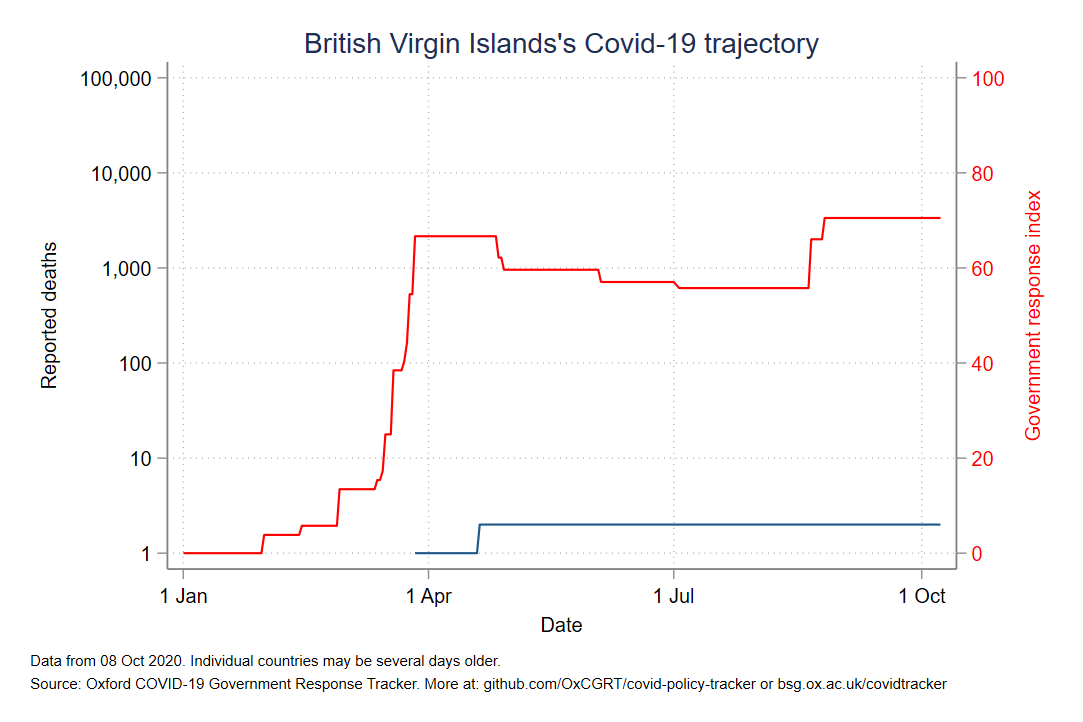 British Virgin Islands's Covid-19 trajectory
100,000
10,000
1,000
100
10
1
Reported deaths
100
80
60
40
20
0
Government response index
1 Jan
1 Apr
1 Jul
1 Oct
Date
Data from 08 Oct 2020. Individual countries may be several days older.
Source: Oxford COVID-19 Government Response Tracker. More at: github.com/OxCGRT/covid-policy-tracker or bsg.ox.ac.uk/covidtracker